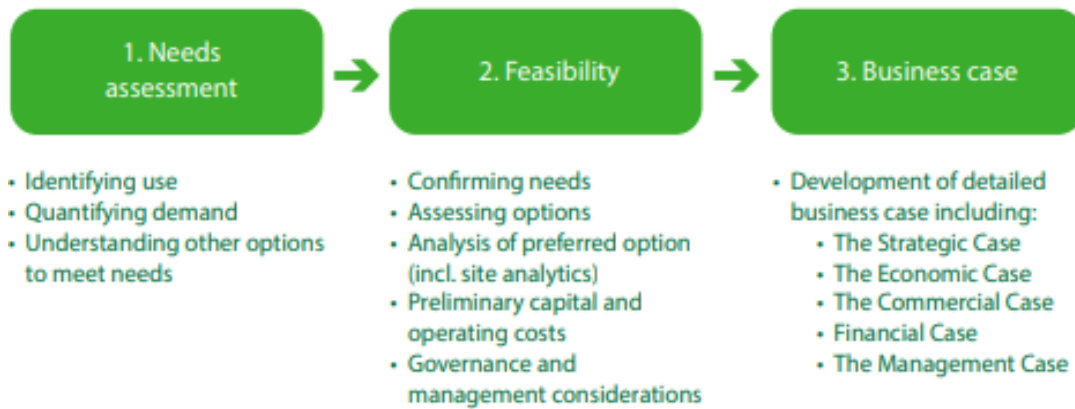 1. Needs
assessment
2. Feasibility
3. Business case
• Identifying use
• Quantifying demand
• Understanding other options
to meet needs
• Confirming needs
• Assessing options
• Analysis of preferred option
(incl. site analytics)
• Preliminary capital and
operating costs
• Governance and
management considerations
• Development of detailed
business case including:
• The Strategic Case
• The Economic Case
• The Commercial Case
• Financial Case
• The Management Case